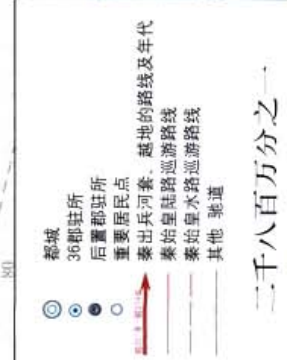 都城
36郡驻所
后置郡驻所
重要居民点
秦出兵河套、越地的路线及年代
秦始皇陆路巡游路线
秦始皇水路巡游路线
其他 驰道
二千八百万分之一
80